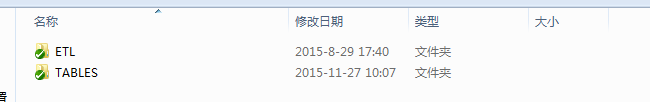 名称 修改日期 类型 大小
ETL 2015-8-29 17:40 文件夹
TABLES 2015-11-27 10:07 文件夹